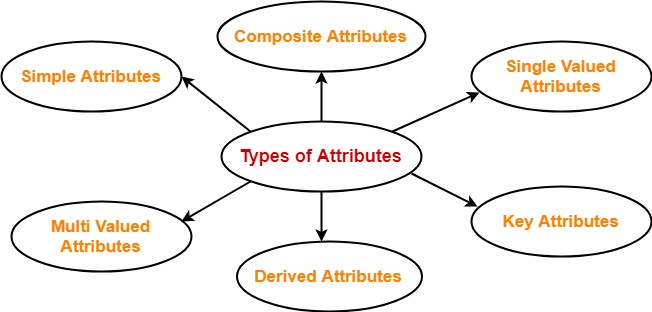 Composite Attributes
Simple Attributes
Single Valued
Attributes
Types of Attributes
Multi Valued
Attributes
Key Attributes
Derived Attributes